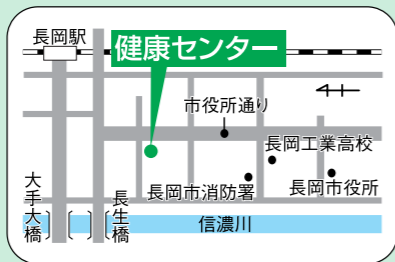 長岡駅
健康センター
市役所通り
長岡工業高校
長岡市消防署
長岡市役所
大手大橋
長生橋
信濃川